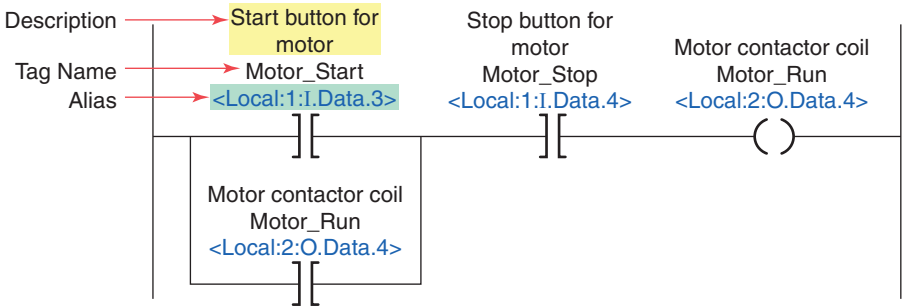 Description
Start button for
motor
Tag Name
Motor_Start
Alias
<Local:1:I.Data.3>
Stop button for
motor
Motor_Stop
<Local:1:I.Data.4>
Motor contactor coil
Motor_Run
<Local:2:O.Data.4>
Motor contactor coil
Motor_Run
<Local:2:O.Data.4>